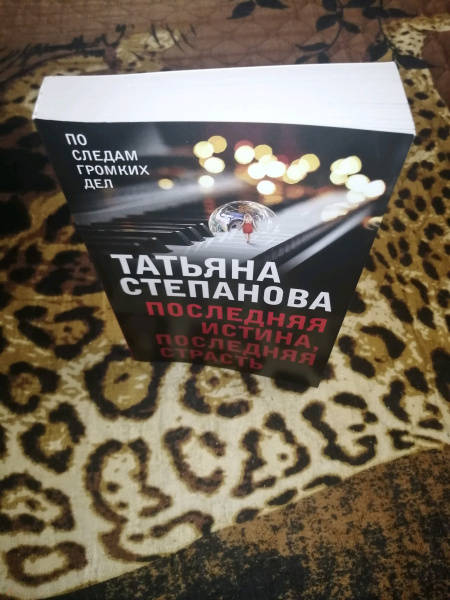 ПО
СЛЕДАМ
ГРОМКИХ
ДЕЛ
ТАТЬЯНА
СТЕПАНОВА
ПОСЛЕДНЯЯ
ИСТИНА,
ПОСЛЕДНЯЯ
СТРАСТЬ